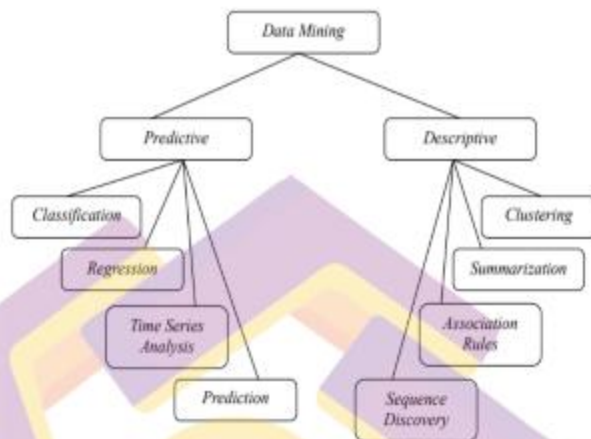 Data Mining
Predictive
Descriptive
Classification
Clustering
Regression
Summarization
Time Series
Analysis
Association
Rules
Prediction
Sequence
Discovery